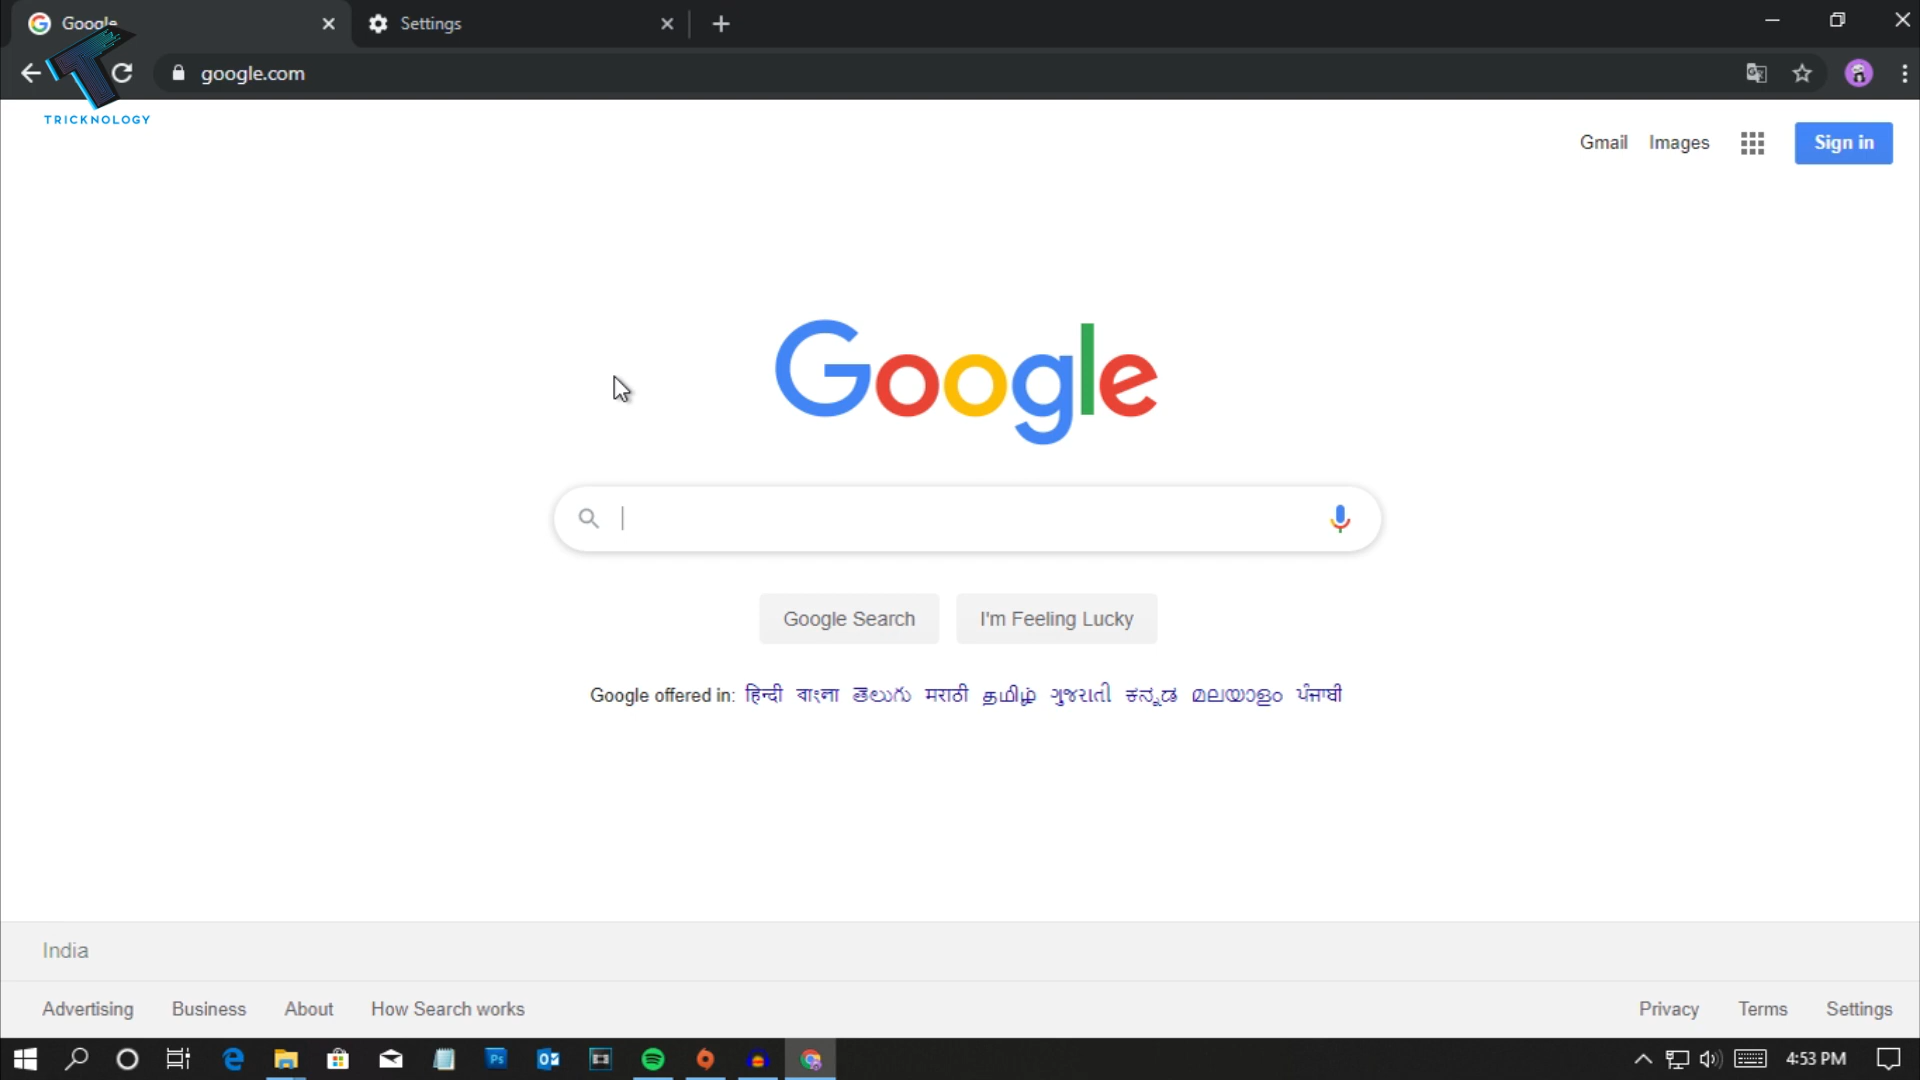 Google
Settings
google.com
TRICKNOLOGY
Gmail Images Sign in
Google
Google Search I'm Feeling Lucky
Google offered in: हिन्दी বাংলা తెలుగు मराठी தமிழ் ગુજરાતી ಕನ್ನಡ മലയാളം ਪੰਜਾਬੀ
India
Advertising Business About How Search works Privacy Terms Settings
4:53 PM